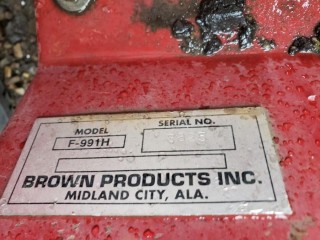 MODEL SERIAL NO.
F-991H
BROWN PRODUCTS INC.
MIDLAND CITY, ALA.